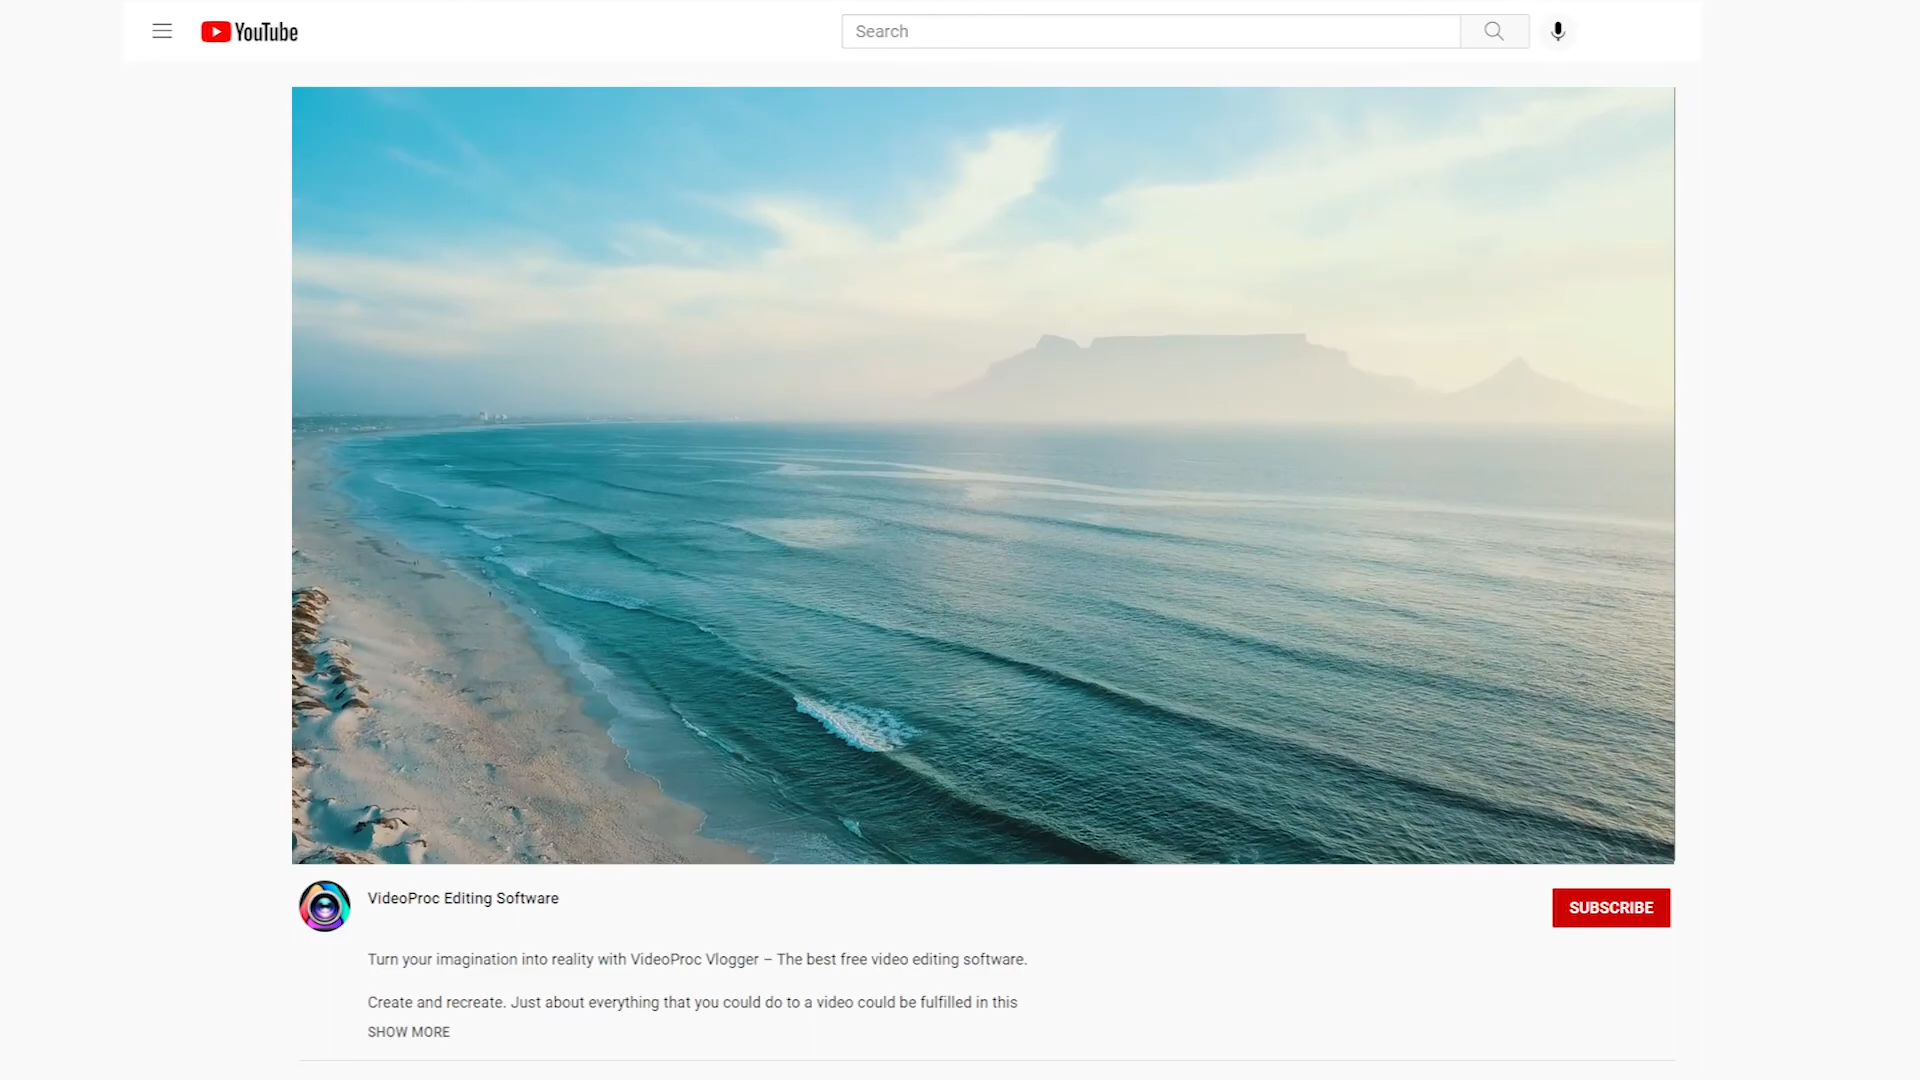 YouTube
Search
VideoProc Editing Software
SUBSCRIBE
Turn your imagination into reality with VideoProc Vlogger – The best free video editing software.
Create and recreate. Just about everything that you could do to a video could be fulfilled in this
SHOW MORE